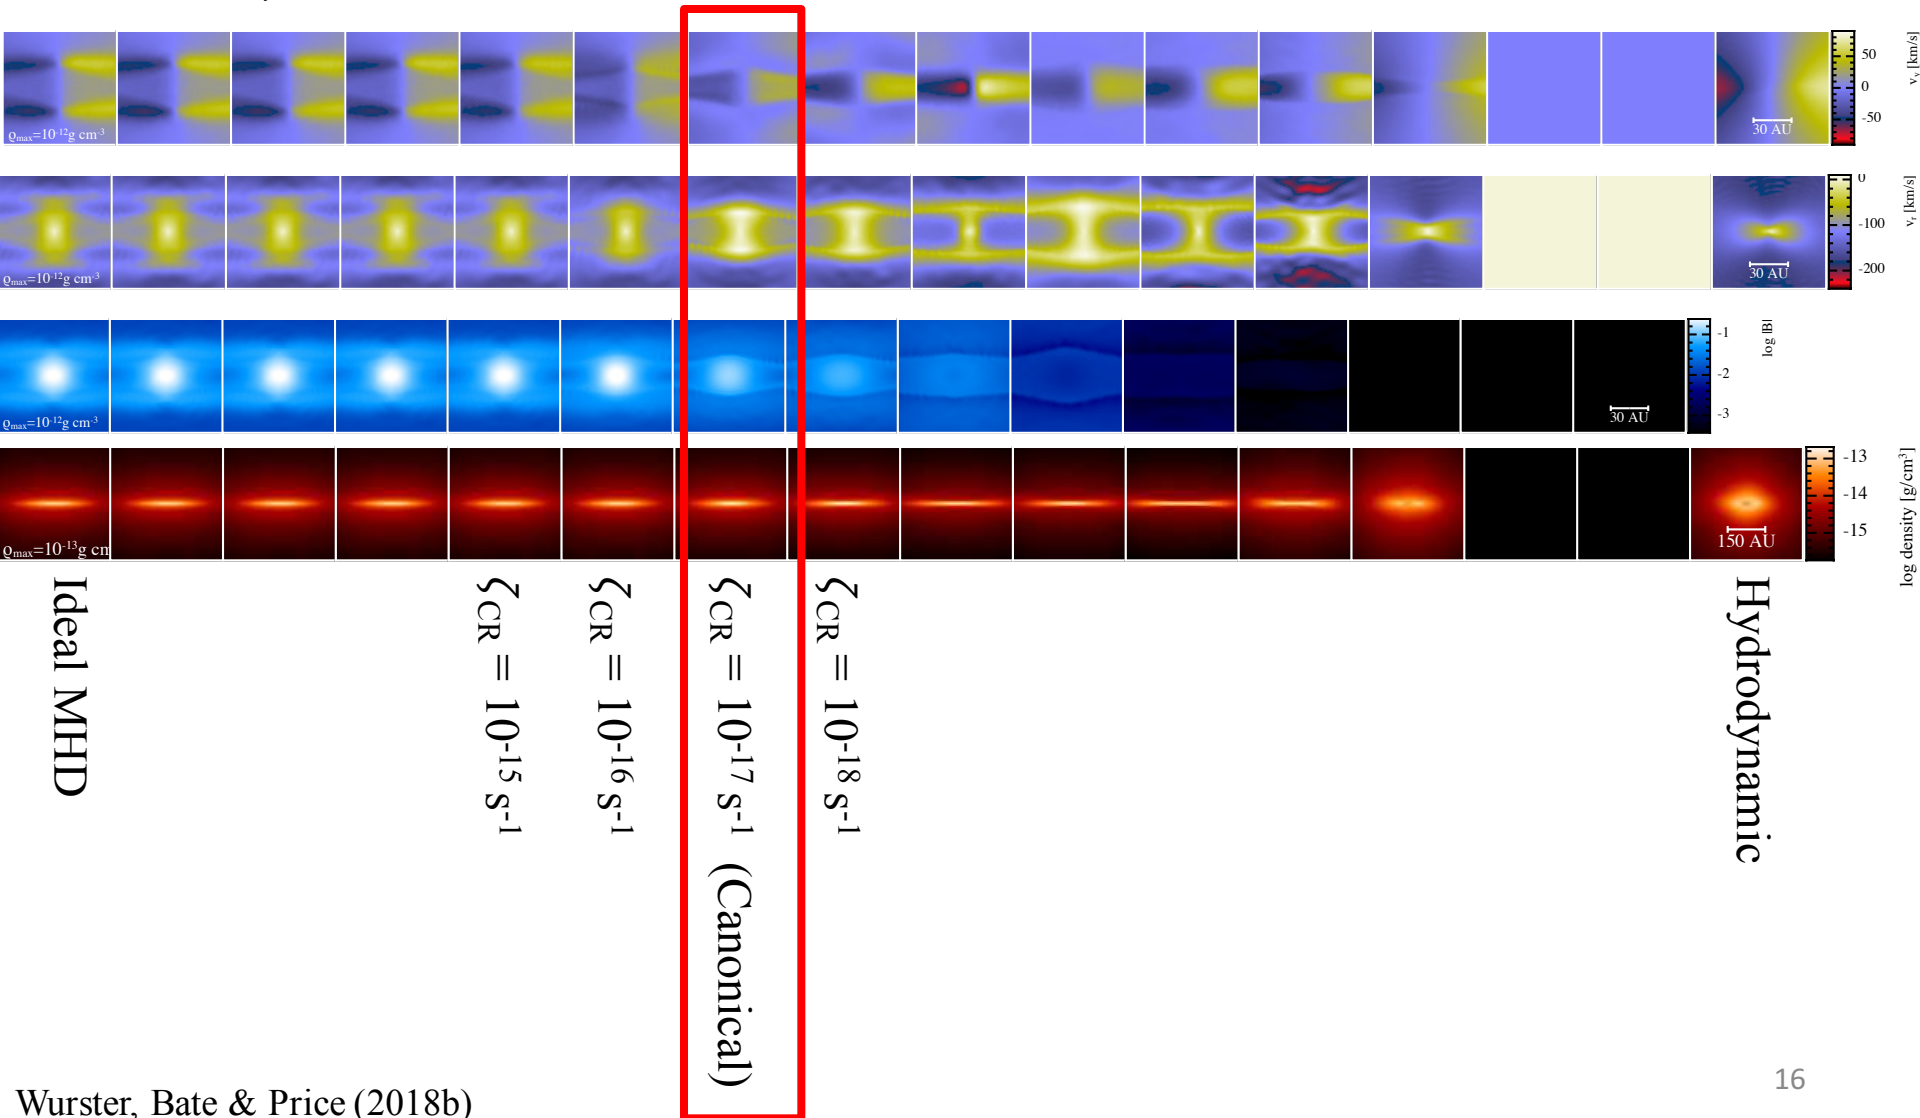 50
0
-50
v_y [km/s]
ϱmax=10-12g cm-3
30 AU
0
-100
-200
v_r [km/s]
ϱmax=10-12g cm-3
30 AU
-1
-2
-3
log |B|
ϱmax=10-12g cm-3
30 AU
-13
-14
-15
log density [g/cm3]
ϱmax=10-13g cm
150 AU
Ideal MHD
ζCR = 10-15 s-1
ζCR = 10-16 s-1
ζCR = 10-17 s-1 (Canonical)
ζCR = 10-18 s-1
Hydrodynamic
Wurster, Bate & Price (2018b)
16